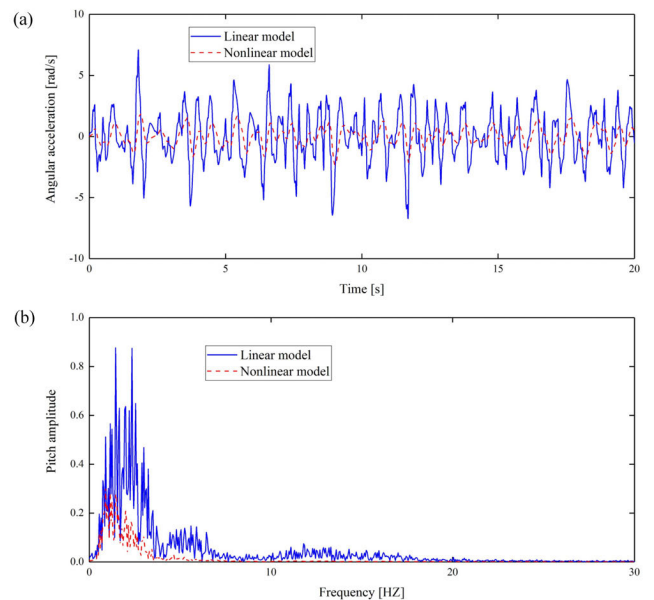 (a)
10
Linear model
Nonlinear model
5
0
-5
-10
Angular acceleration [rad/s]
0
5
10
15
20
Time [s]
(b)
1.0
Linear model
Nonlinear model
0.8
0.6
0.4
0.2
0.0
Pitch amplitude
0
10
20
30
Frequency [HZ]